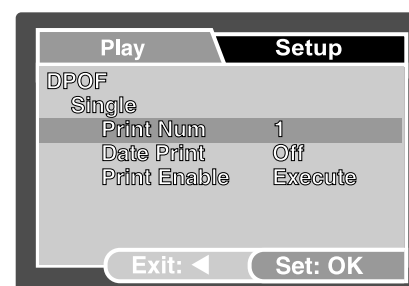 Play Setup
DPOF
Single
Print Num 1
Date Print Off
Print Enable Execute
Exit: ◀ Set: OK